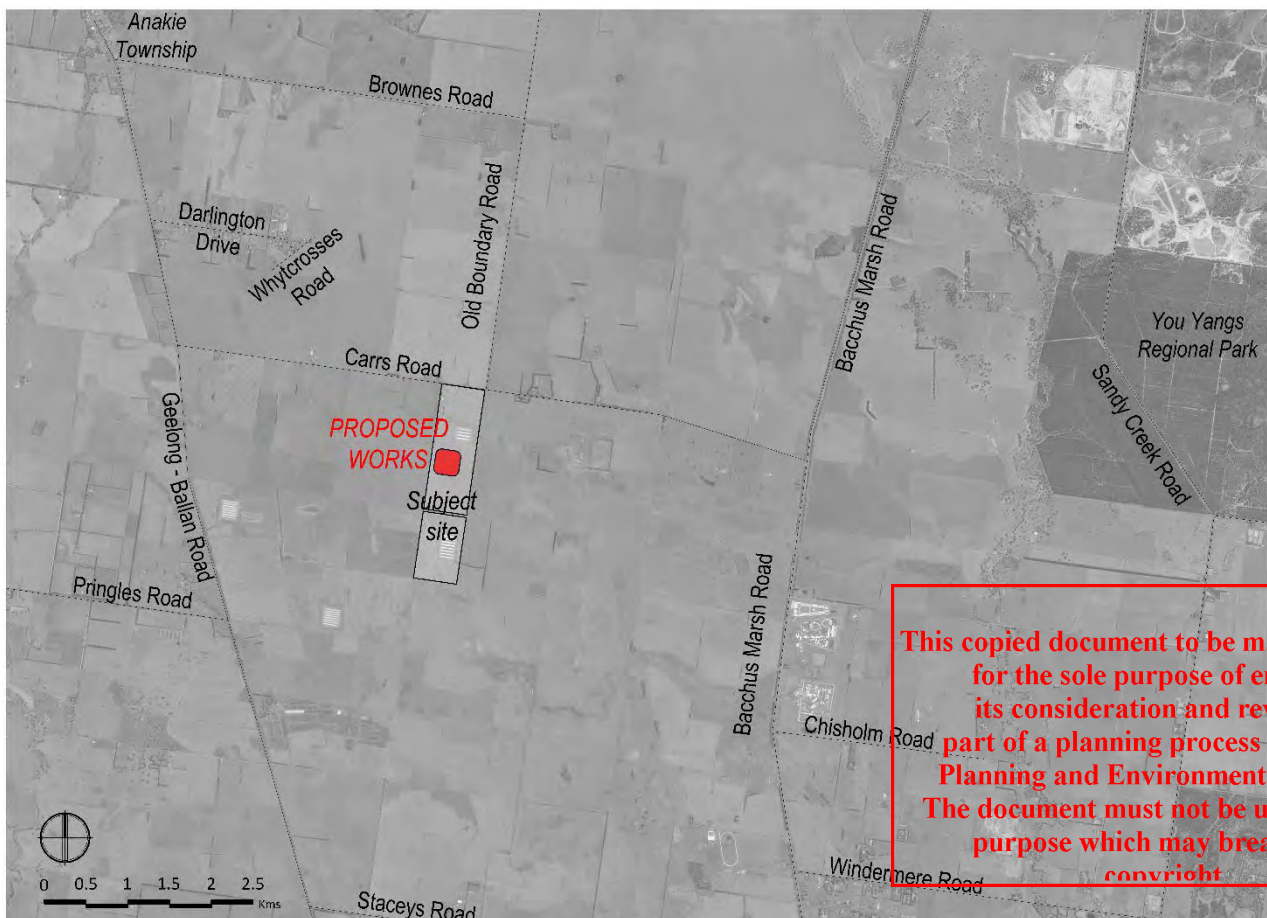 Anakie
Township
Brownes Road
Old Boundary Road
Bacchus Marsh Road
Darlington
Drive
Whytcrosses
Road
You Yangs
Regional Park
Carrs Road
Sandy Creek Road
Geelong - Ballan Road
PROPOSED
WORKS
Subject
site
Pringles Road
Bacchus Marsh Road
This copied document to be m
for the sole purpose of e
its consideration and re
part of a planning process
Planning and Environment
The document must not be u
purpose which may brea
copyright
Chisholm Road
Windermere Road
0 0.5 1 1.5 2 2.5
Kms
Staceys Road